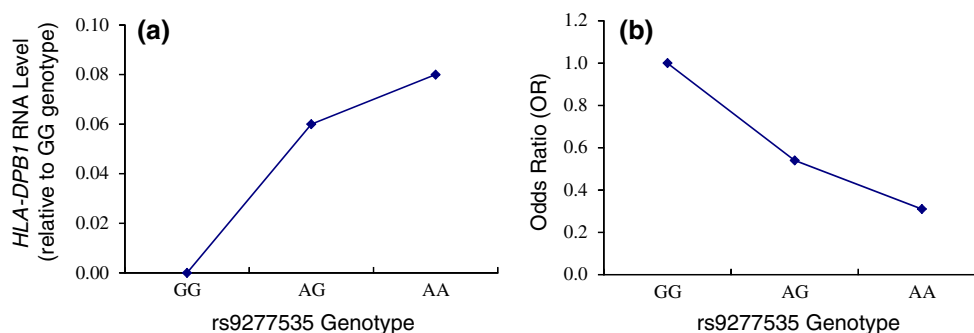 (a)
HLA-DPB1 RNA Level
(relative to GG genotype)
0.10
0.08
0.06
0.04
0.02
0.00
GG AG AA
rs9277535 Genotype
(b)
Odds Ratio (OR)
1.2
1.0
0.8
0.6
0.4
0.2
0.0
GG AG AA
rs9277535 Genotype